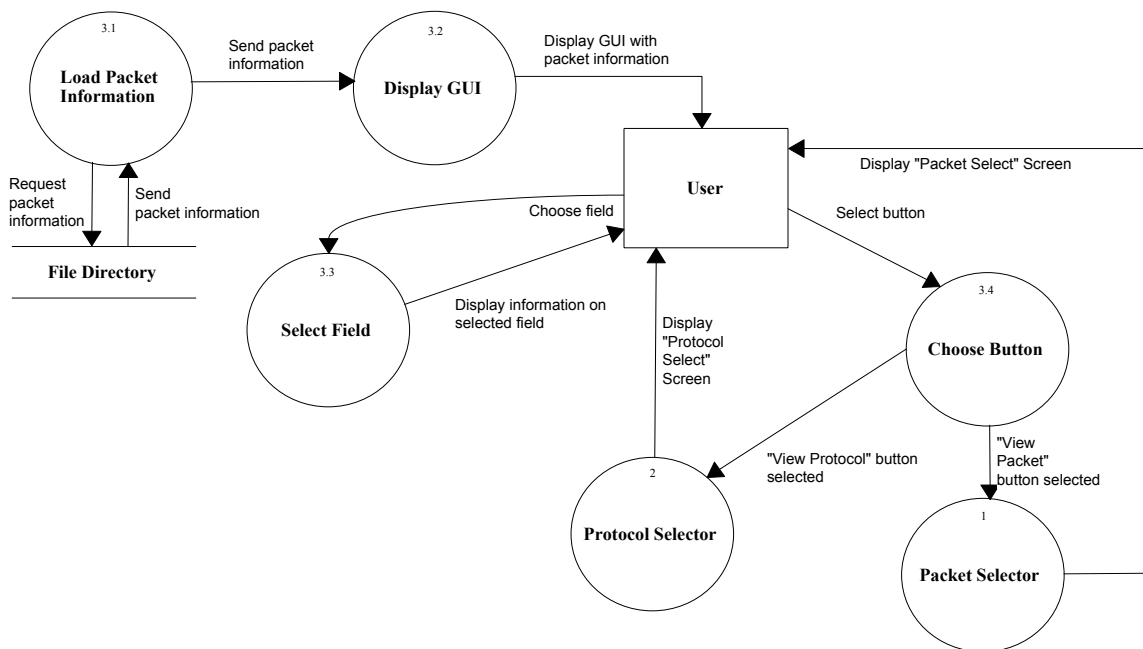 3.1
Load Packet
Information
Send packet
information
3.2
Display GUI
Display GUI with
packet information
Request
packet
information
Send
packet information
File Directory
User
Display "Packet Select" Screen
Choose field
Select button
3.3
Select Field
Display information on
selected field
Display
"Protocol
Select"
Screen
3.4
Choose Button
"View Protocol" button
selected
"View
Packet"
button selected
2
Protocol Selector
1
Packet Selector